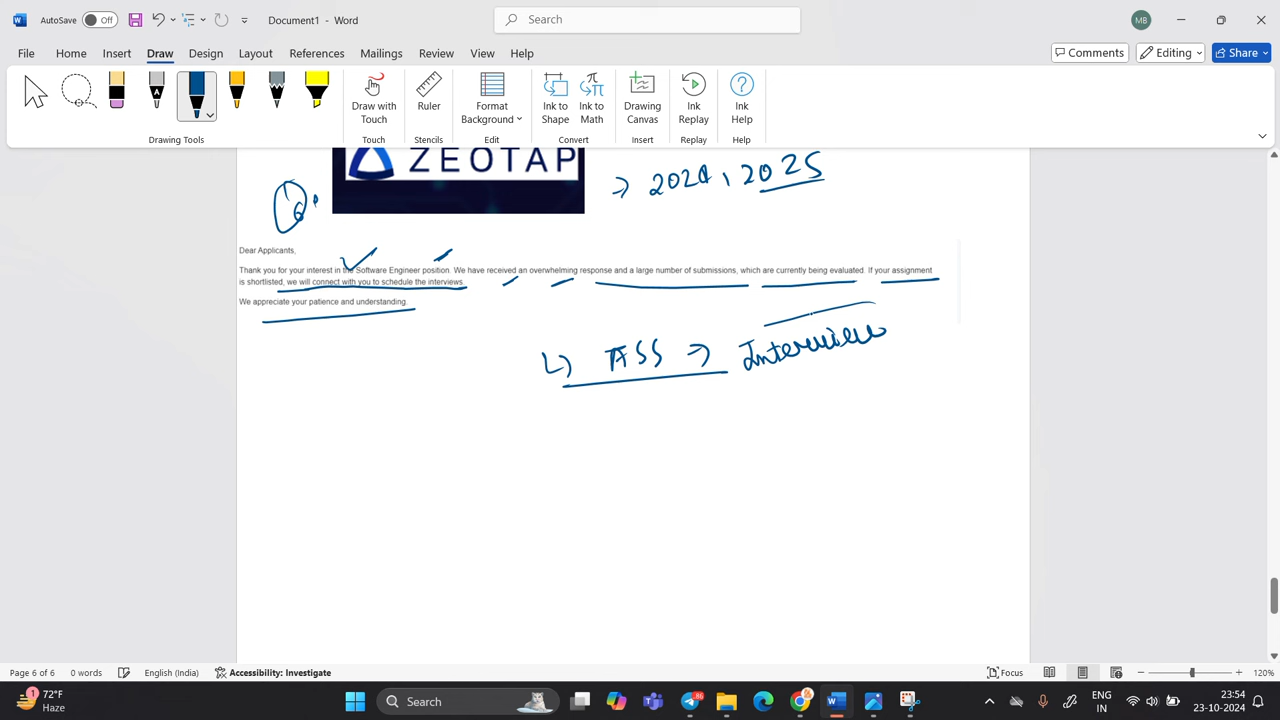 AutoSave Off Document1 - Word Search MB
File Home Insert Draw Design Layout References Mailings Review View Help Comments Editing Share
Draw with Touch Ruler Format Background Ink to Shape Ink to Math Drawing Canvas Ink Replay Ink Help
Drawing Tools Touch Stencils Edit Convert Insert Replay Help
ZEOTAP
→ 2024, 2025
6.
Dear Applicants,
Thank you for your interest in the Software Engineer position. We have received an overwhelming response and a large number of submissions, which are currently being evaluated. If your assignment
is shortlisted, we will connect with you to schedule the interviews.
We appreciate your patience and understanding.
ASS → Interview
Page 6 of 6 0 words English (India) Accessibility: Investigate Focus 120%
1 72°F Haze Search 86 ENG IN 23:54 23-10-2024